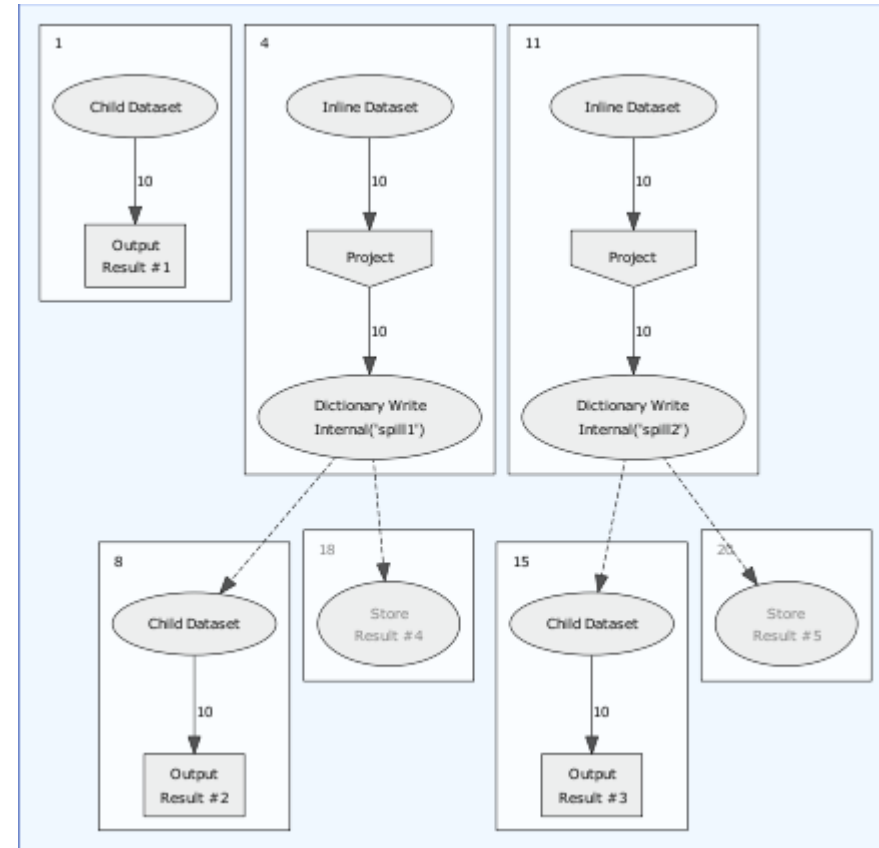 1
Child Dataset
10
Output
Result #1
4
Inline Dataset
10
Project
10
Dictionary Write
Internal('spill1')
11
Inline Dataset
10
Project
10
Dictionary Write
Internal('spill2')
8
Child Dataset
10
Output
Result #2
18
Store
Result #4
15
Child Dataset
10
Output
Result #3
20
Store
Result #5